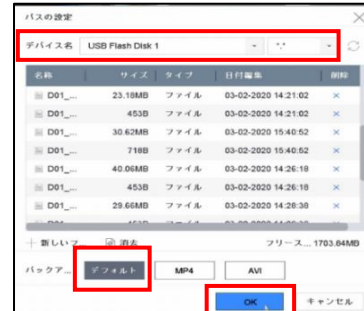 パスの設定
デバイス名 USB Flash Disk 1 *.*
名称 サイズ タイプ 日付編集 削除
D01_... 23.18MB ファイル 03-02-2020 14:21:02 ×
D01_... 453B ファイル 03-02-2020 14:21:02 ×
D01_... 30.62MB ファイル 03-02-2020 15:40:52 ×
D01_... 718B ファイル 03-02-2020 15:40:52 ×
D01_... 40.06MB ファイル 03-02-2020 14:26:18 ×
D01_... 453B ファイル 03-02-2020 14:26:18 ×
D01_... 29.66MB ファイル 03-02-2020 14:28:38 ×
新しいフ... 消去 フリース... 1703.84MB
バックア... デフォルト MP4 AVI
OK キャンセル